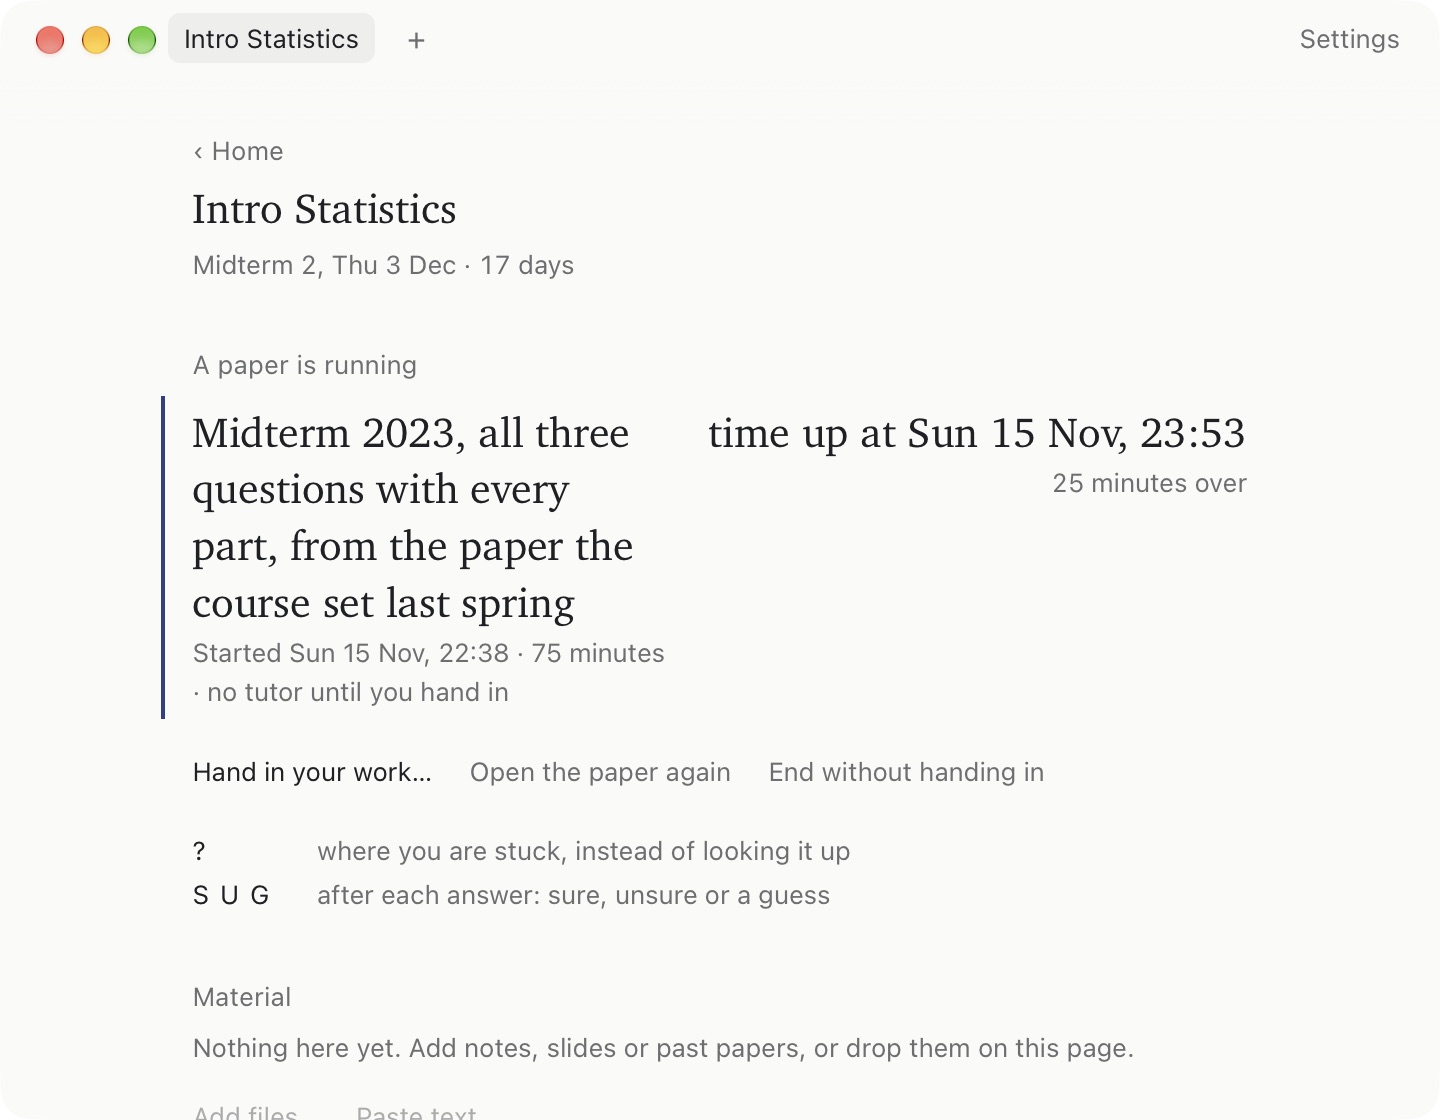 Intro Statistics
+
Settings
‹ Home
Intro Statistics
Midterm 2, Thu 3 Dec · 17 days
A paper is running
Midterm 2023, all three
questions with every
part, from the paper the
course set last spring
time up at Sun 15 Nov, 23:53
25 minutes over
Started Sun 15 Nov, 22:38 · 75 minutes
· no tutor until you hand in
Hand in your work...
Open the paper again
End without handing in
? where you are stuck, instead of looking it up
S U G after each answer: sure, unsure or a guess
Material
Nothing here yet. Add notes, slides or past papers, or drop them on this page.
Add files
Paste text